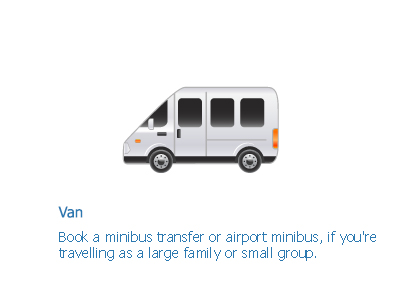 Van
Book a minibus transfer or airport minibus, if you're
travelling as a large family or small group.